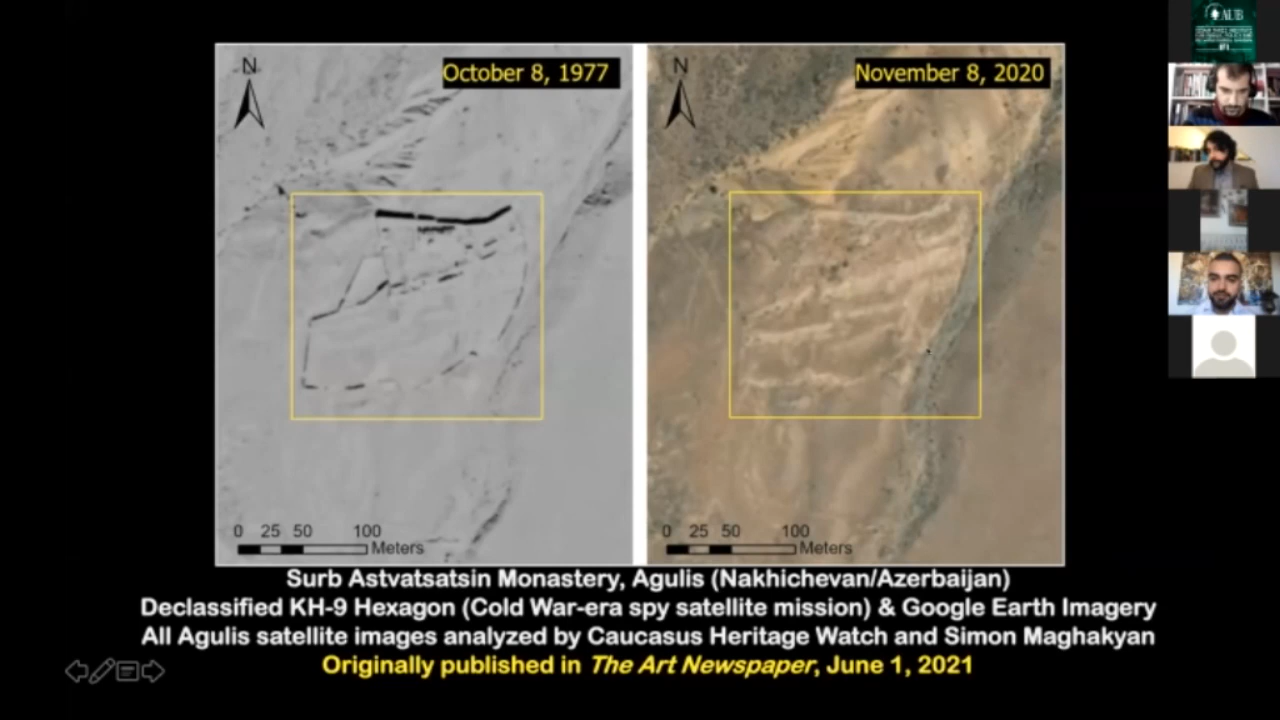 N
October 8, 1977
0 25 50 100
Meters
N
November 8, 2020
0 25 50 100
Meters
Surb Astvatsatsin Monastery, Agulis (Nakhichevan/Azerbaijan)
Declassified KH-9 Hexagon (Cold War-era spy satellite mission) & Google Earth Imagery
All Agulis satellite images analyzed by Caucasus Heritage Watch and Simon Maghakyan
Originally published in The Art Newspaper, June 1, 2021
AUB